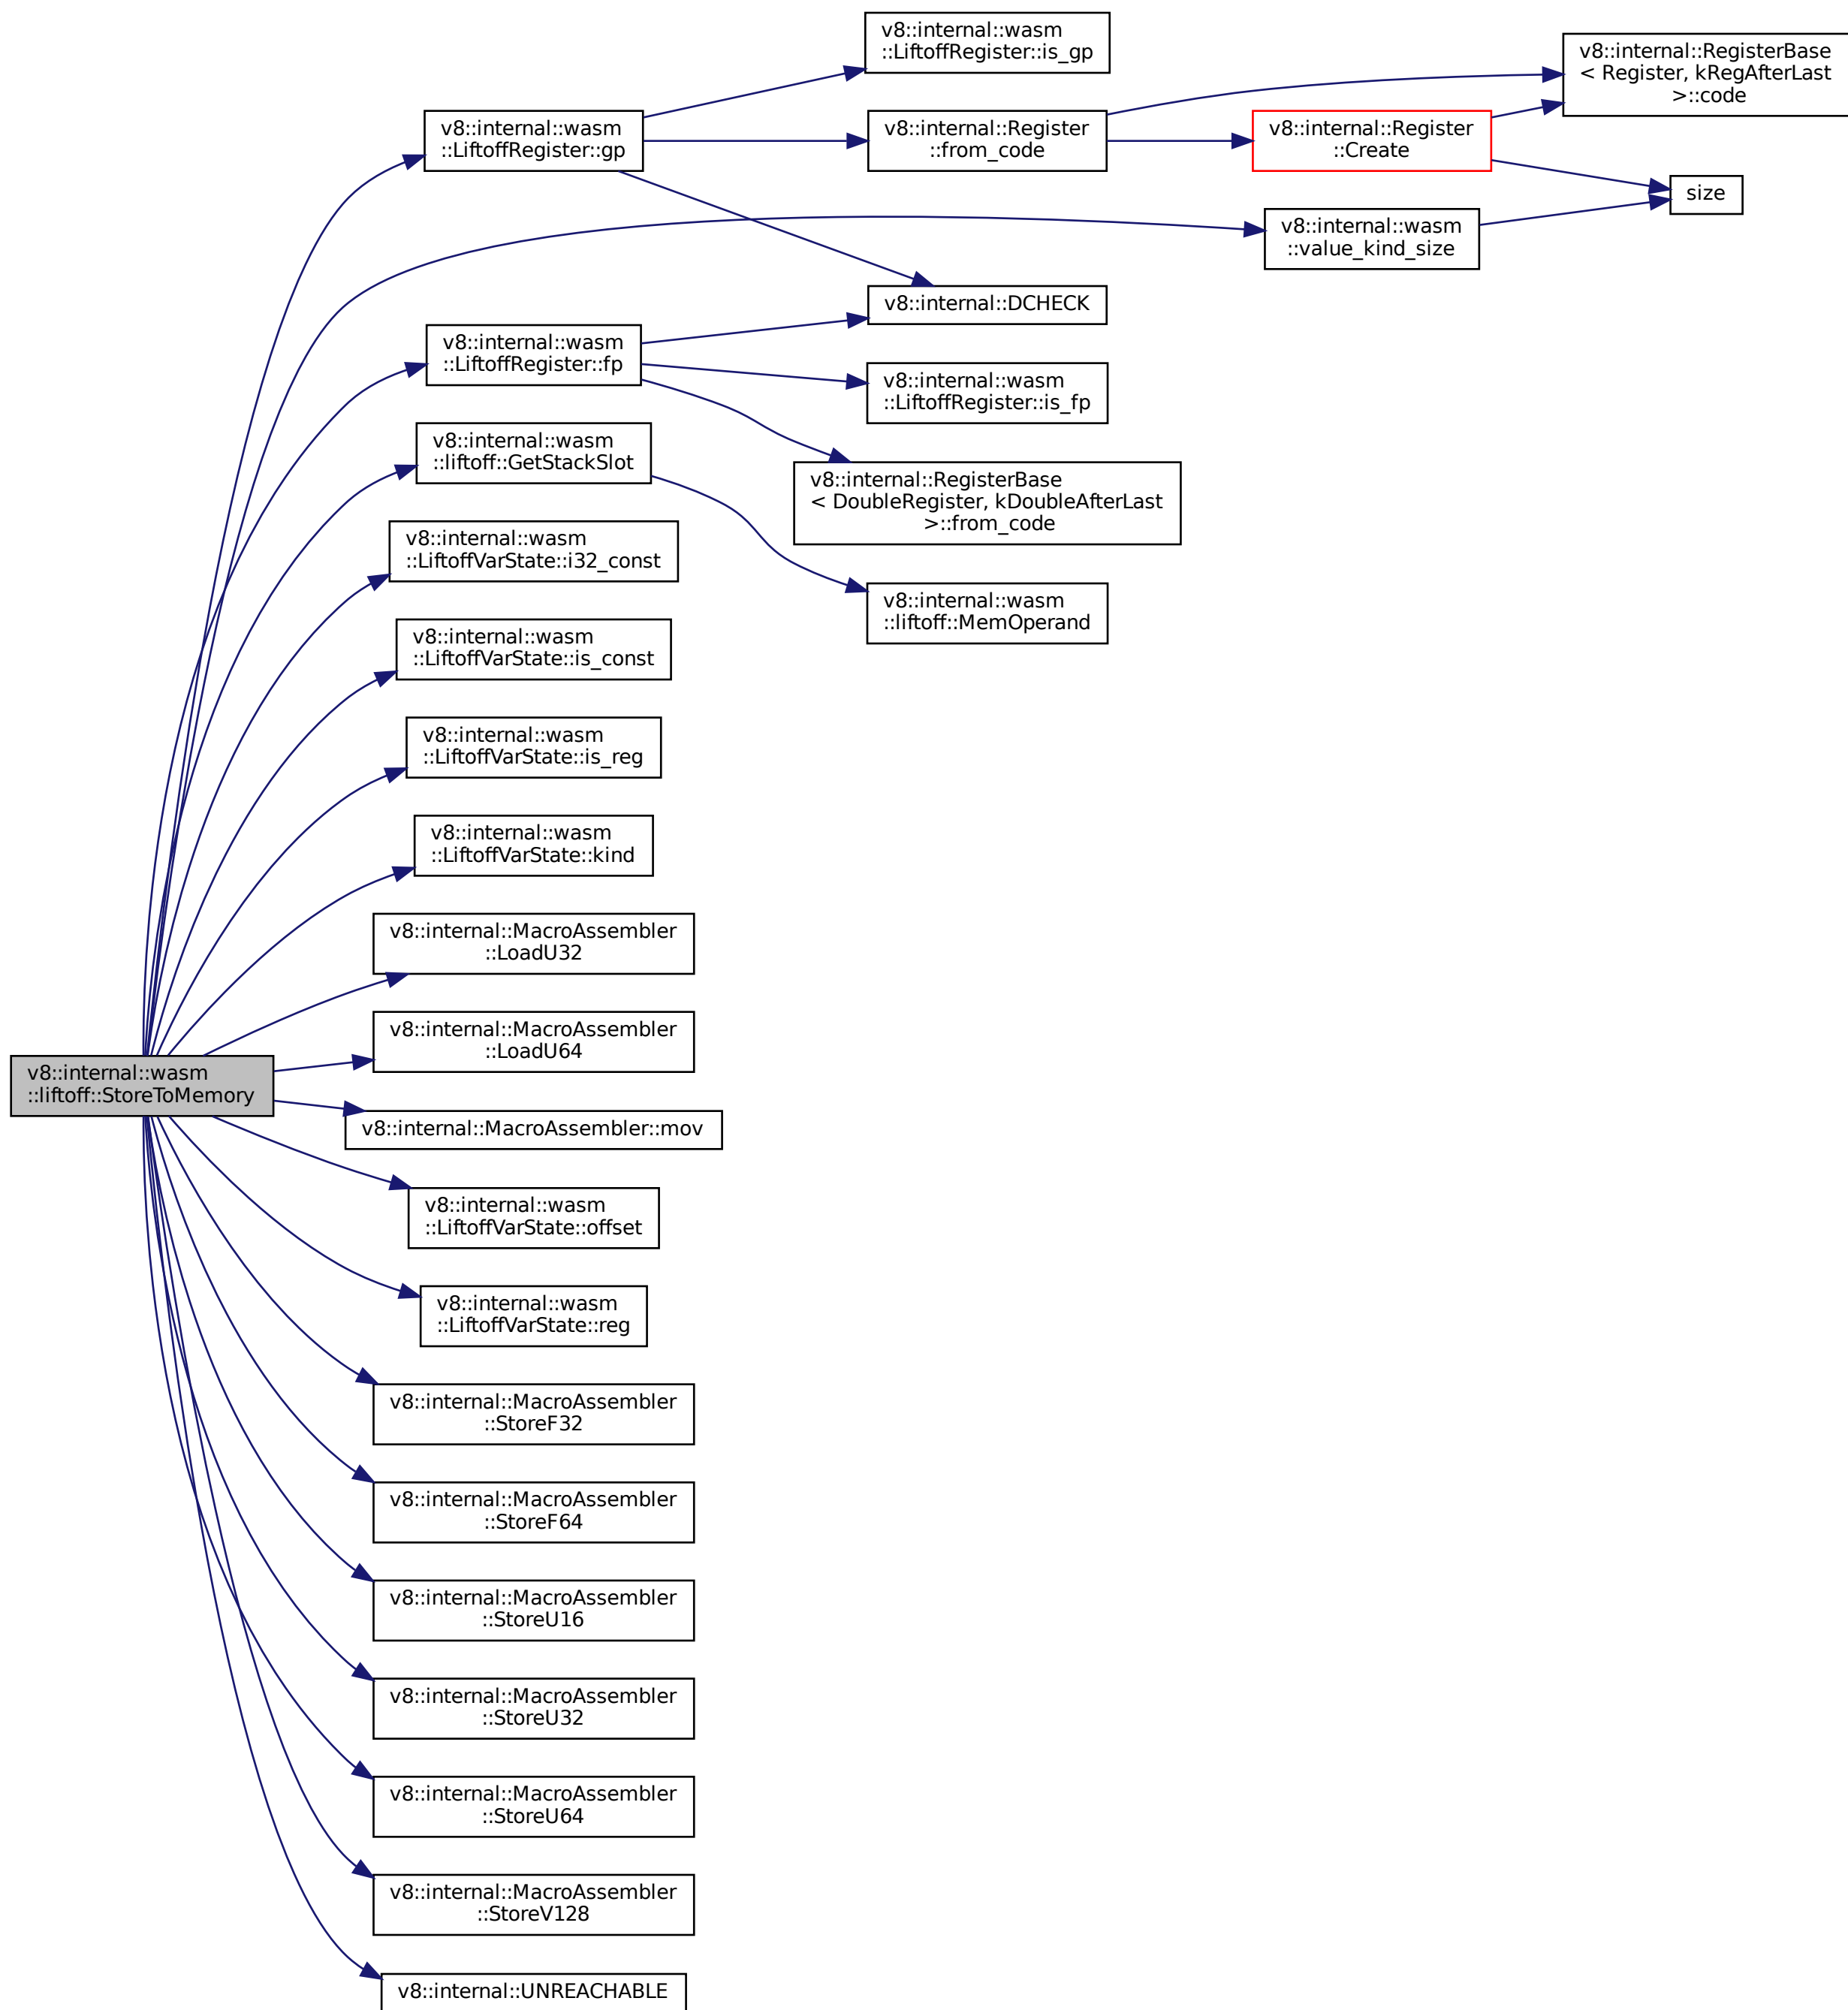 v8::internal::wasm
::liftoff::StoreToMemory
v8::internal::wasm
::LiftoffRegister::gp
v8::internal::wasm
::LiftoffRegister::is_gp
v8::internal::Register
::from_code
v8::internal::Register
::Create
v8::internal::RegisterBase
< Register, kRegAfterLast
>::code
size
v8::internal::wasm
::value_kind_size
v8::internal::DCHECK
v8::internal::wasm
::LiftoffRegister::fp
v8::internal::wasm
::LiftoffRegister::is_fp
v8::internal::RegisterBase
< DoubleRegister, kDoubleAfterLast
>::from_code
v8::internal::wasm
::liftoff::GetStackSlot
v8::internal::wasm
::liftoff::MemOperand
v8::internal::wasm
::LiftoffVarState::i32_const
v8::internal::wasm
::LiftoffVarState::is_const
v8::internal::wasm
::LiftoffVarState::is_reg
v8::internal::wasm
::LiftoffVarState::kind
v8::internal::MacroAssembler
::LoadU32
v8::internal::MacroAssembler
::LoadU64
v8::internal::MacroAssembler::mov
v8::internal::wasm
::LiftoffVarState::offset
v8::internal::wasm
::LiftoffVarState::reg
v8::internal::MacroAssembler
::StoreF32
v8::internal::MacroAssembler
::StoreF64
v8::internal::MacroAssembler
::StoreU16
v8::internal::MacroAssembler
::StoreU32
v8::internal::MacroAssembler
::StoreU64
v8::internal::MacroAssembler
::StoreV128
v8::internal::UNREACHABLE